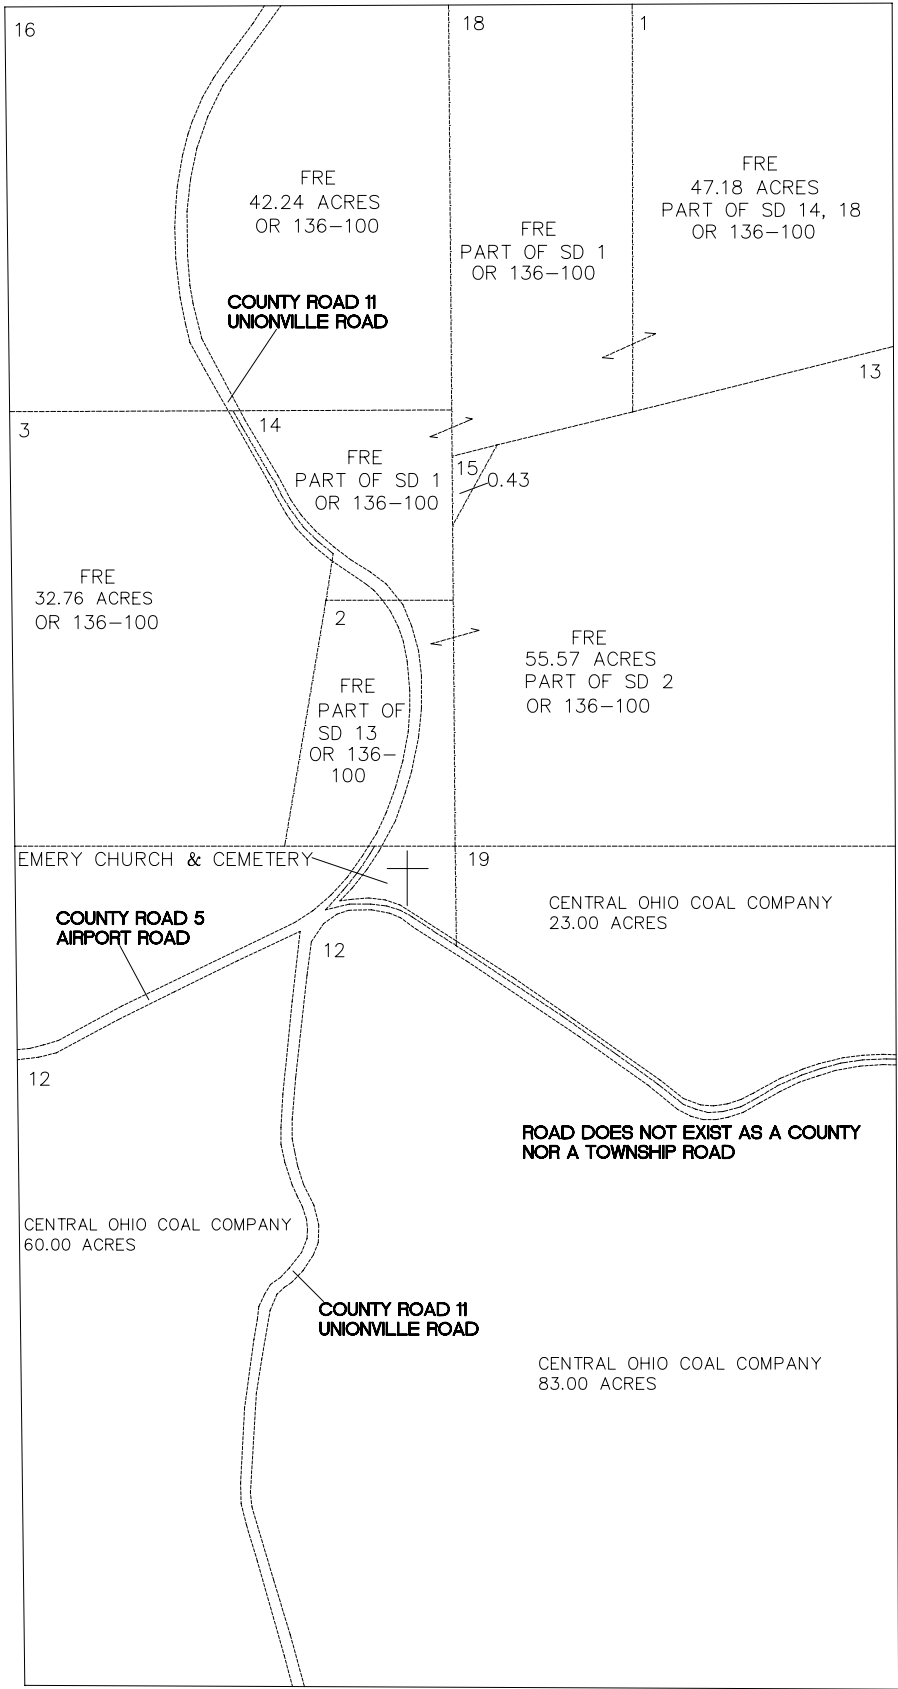 16
18
1
FRE
42.24 ACRES
OR 136-100
FRE
47.18 ACRES
PART OF SD 14, 18
OR 136-100
FRE
PART OF SD 1
OR 136-100
COUNTY ROAD 11
UNIONVILLE ROAD
13
3
14
FRE
PART OF SD 1
OR 136-100
15
0.43
FRE
32.76 ACRES
OR 136-100
2
FRE
55.57 ACRES
PART OF SD 2
OR 136-100
FRE
PART OF
SD 13
OR 136-
100
EMERY CHURCH & CEMETERY
19
CENTRAL OHIO COAL COMPANY
23.00 ACRES
COUNTY ROAD 5
AIRPORT ROAD
12
12
ROAD DOES NOT EXIST AS A COUNTY
NOR A TOWNSHIP ROAD
CENTRAL OHIO COAL COMPANY
60.00 ACRES
COUNTY ROAD 11
UNIONVILLE ROAD
CENTRAL OHIO COAL COMPANY
83.00 ACRES